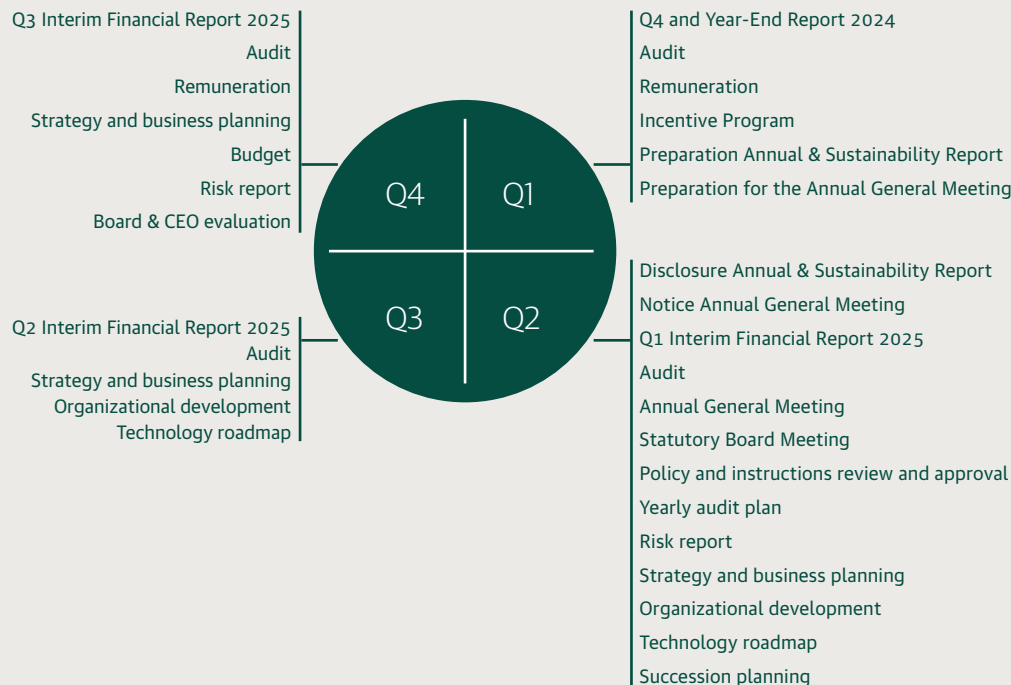 Q3 Interim Financial Report 2025
Audit
Remuneration
Strategy and business planning
Budget
Risk report
Board & CEO evaluation
Q4 and Year-End Report 2024
Audit
Remuneration
Incentive Program
Preparation Annual & Sustainability Report
Preparation for the Annual General Meeting
Q4
Q1
Q3
Q2
Q2 Interim Financial Report 2025
Audit
Strategy and business planning
Organizational development
Technology roadmap
Disclosure Annual & Sustainability Report
Notice Annual General Meeting
Q1 Interim Financial Report 2025
Audit
Annual General Meeting
Statutory Board Meeting
Policy and instructions review and approval
Yearly audit plan
Risk report
Strategy and business planning
Organizational development
Technology roadmap
Succession planning